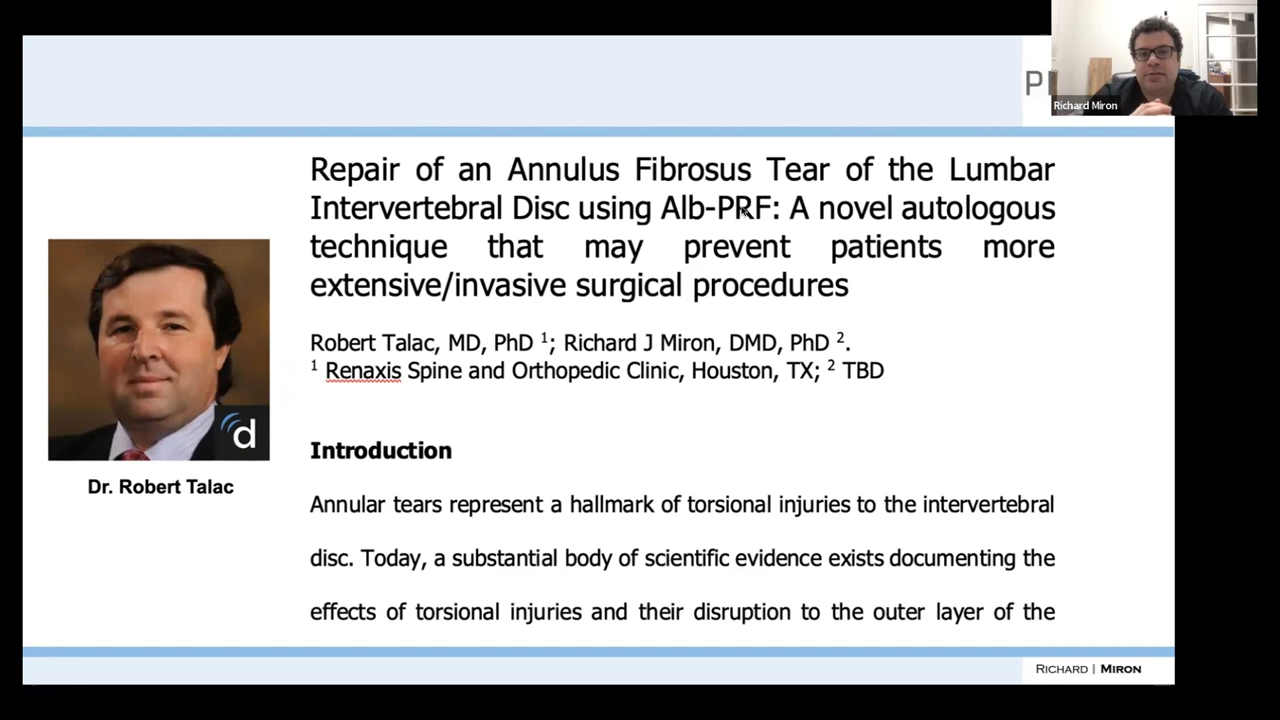 Richard Miron
Repair of an Annulus Fibrosus Tear of the Lumbar
Intervertebral Disc using Alb-PRF: A novel autologous
technique that may prevent patients more
extensive/invasive surgical procedures
Robert Talac, MD, PhD 1; Richard J Miron, DMD, PhD 2.
1 Renaxis Spine and Orthopedic Clinic, Houston, TX; 2 TBD
d
Dr. Robert Talac
Introduction
Annular tears represent a hallmark of torsional injuries to the intervertebral
disc. Today, a substantial body of scientific evidence exists documenting the
effects of torsional injuries and their disruption to the outer layer of the
RICHARD | MIRON